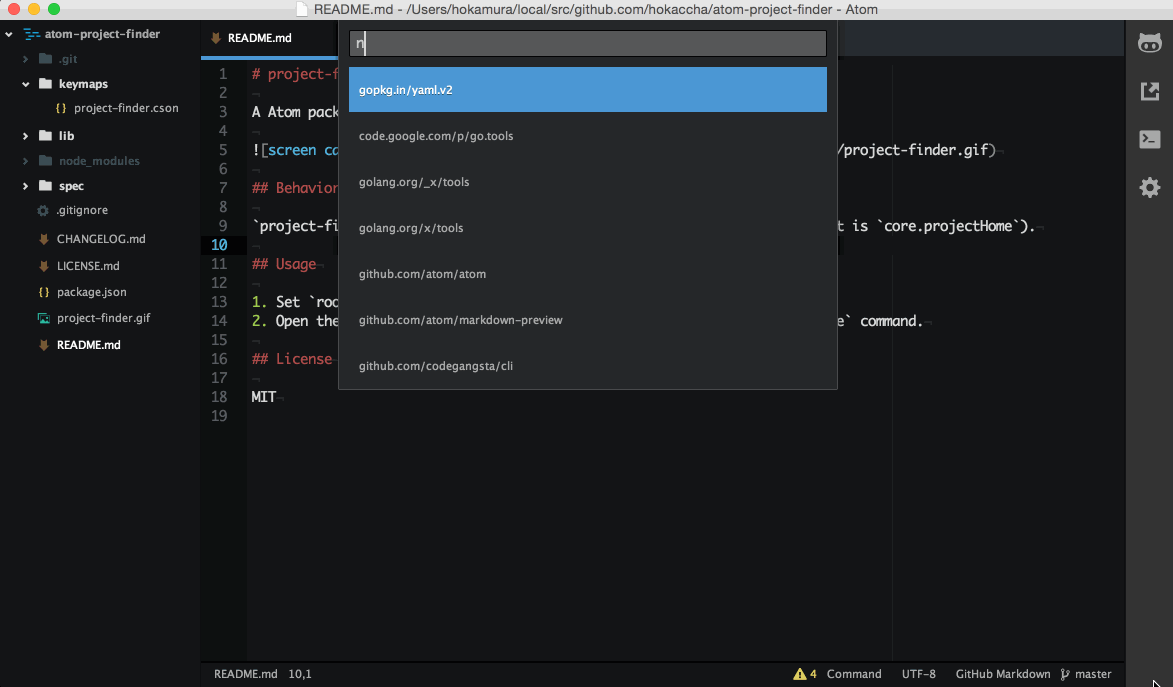 README.md - /Users/hokamura/local/src/github.com/hokaccha/atom-project-finder - Atom
atom-project-finder
.git
keymaps
project-finder.cson
lib
node_modules
spec
.gitignore
CHANGELOG.md
LICENSE.md
package.json
project-finder.gif
README.md
README.md
n
gopkg.in/yaml.v2
code.google.com/p/go.tools
golang.org/_x/tools
golang.org/x/tools
github.com/atom/atom
github.com/atom/markdown-preview
github.com/codegangsta/cli
1 # project-f
2 ¬
3 A Atom pack
4 ¬
5 ![screen ca /project-finder.gif)¬
6 ¬
7 ## Behavior
8 ¬
9 `project-fi t is `core.projectHome`).¬
10 ¬
11 ## Usage¬
12 ¬
13 1. Set `roo
14 2. Open the e` command.¬
15 ¬
16 ## License
17 ¬
18 MIT¬
19
README.md 10,1 4 Command UTF-8 GitHub Markdown master